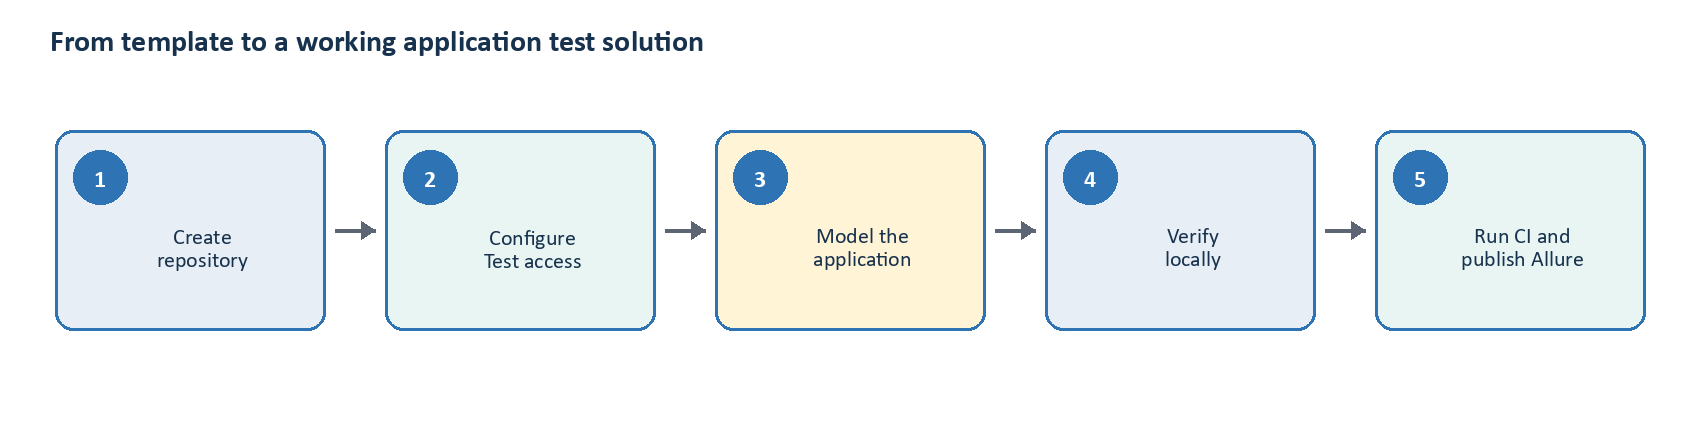 From template to a working application test solution
1
Create
repository
2
Configure
Test access
3
Model the
application
4
Verify
locally
5
Run CI and
publish Allure